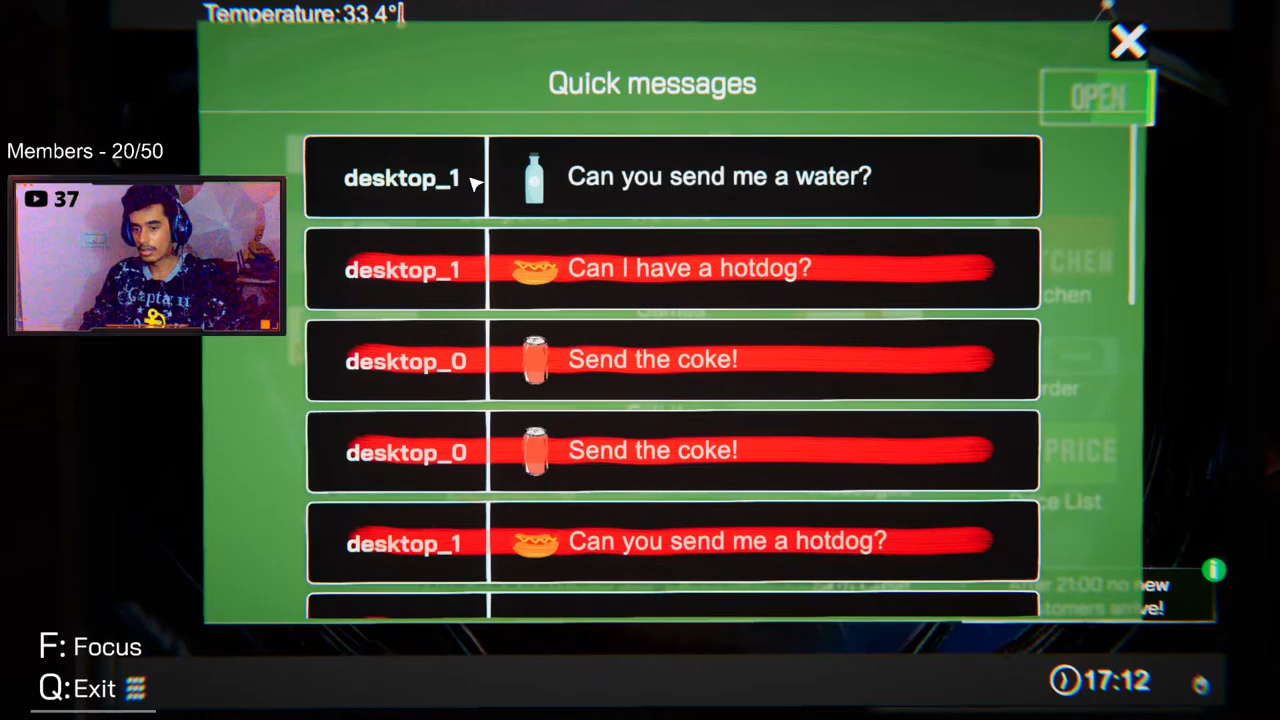 Temperature:33.4°
Quick messages
OPEN
Members - 20/50
37
desktop_1 Can you send me a water?
desktop_1 Can I have a hotdog?
desktop_0 Send the coke!
desktop_0 Send the coke!
desktop_1 Can you send me a hotdog?
PRICE
After 21:00 no new
customers arrive!
F: Focus
Q:Exit
17:12